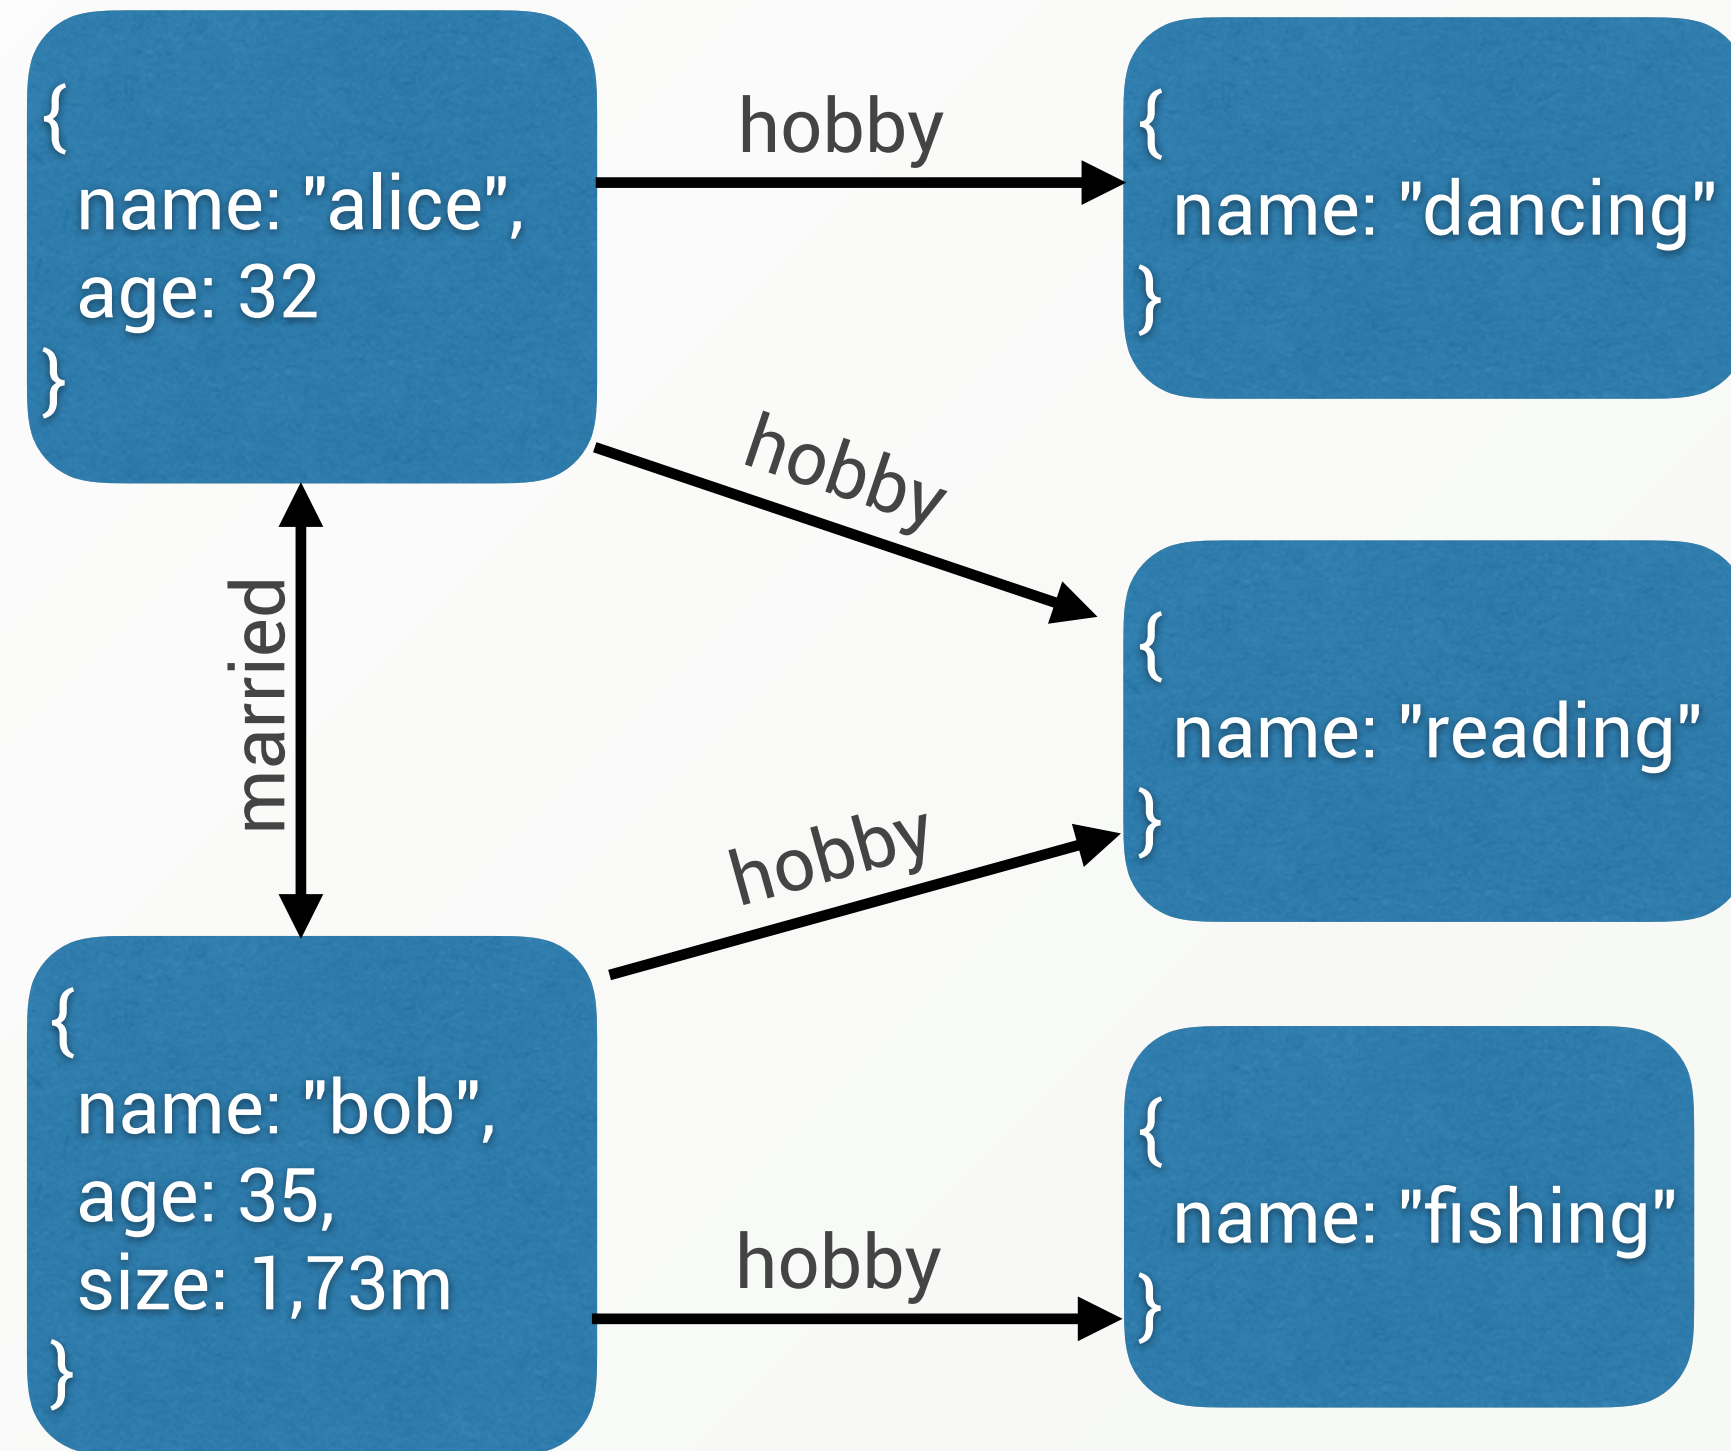 {
name: "alice",
age: 32
}
hobby
{
name: "dancing"
}
hobby
married
{
name: "reading"
}
hobby
{
name: "bob",
age: 35,
size: 1,73m
}
hobby
{
name: "fishing"
}